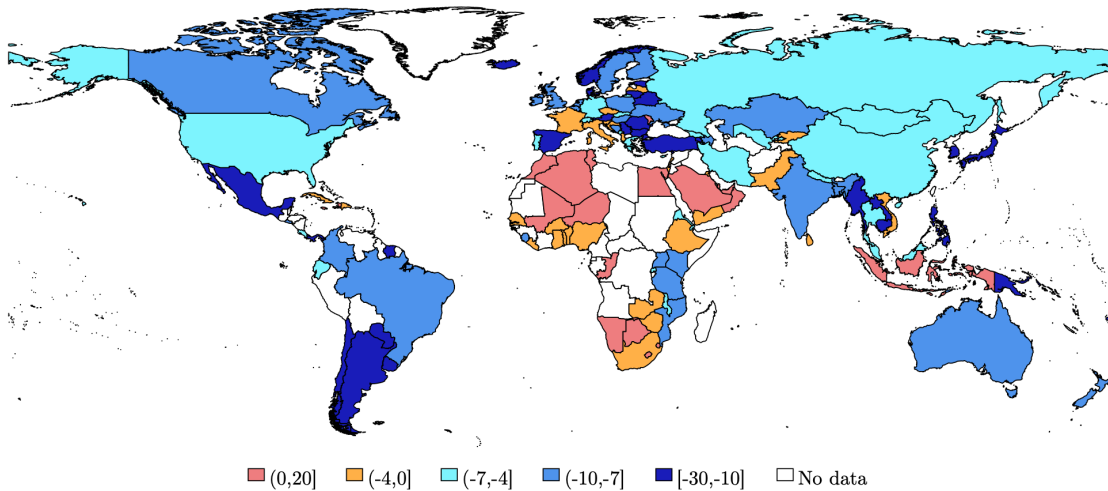 (0,20] (-4,0] (-7,-4] (-10,-7] [-30,-10] No data